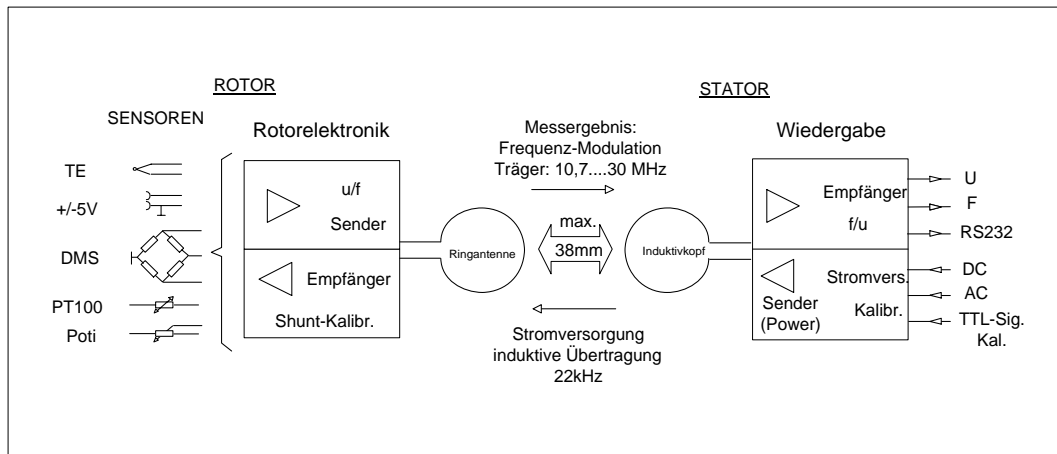 ROTOR
SENSOREN
TE
+/-5V
DMS
PT100
Poti
Rotorelektronik
u/f
Sender
Empfänger
Shunt-Kalibr.
Ringantenne
Messergebnis:
Frequenz-Modulation
Träger: 10,7....30 MHz
max.
38mm
Stromversorgung
induktive Übertragung
22kHz
STATOR
Wiedergabe
Induktivkopf
Empfänger
f/u
Stromvers.
Sender
(Power)
Kalibr.
U
F
RS232
DC
AC
TTL-Sig.
Kal.